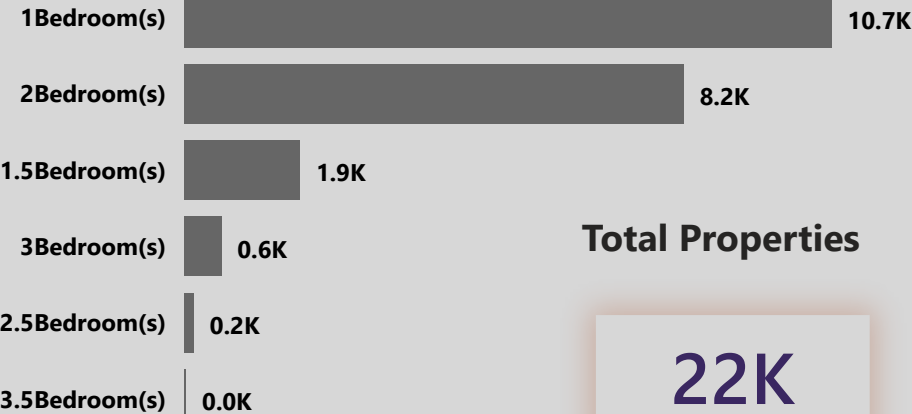 1Bedroom(s) 10.7K
2Bedroom(s) 8.2K
1.5Bedroom(s) 1.9K
3Bedroom(s) 0.6K
2.5Bedroom(s) 0.2K
3.5Bedroom(s) 0.0K
Total Properties
22K